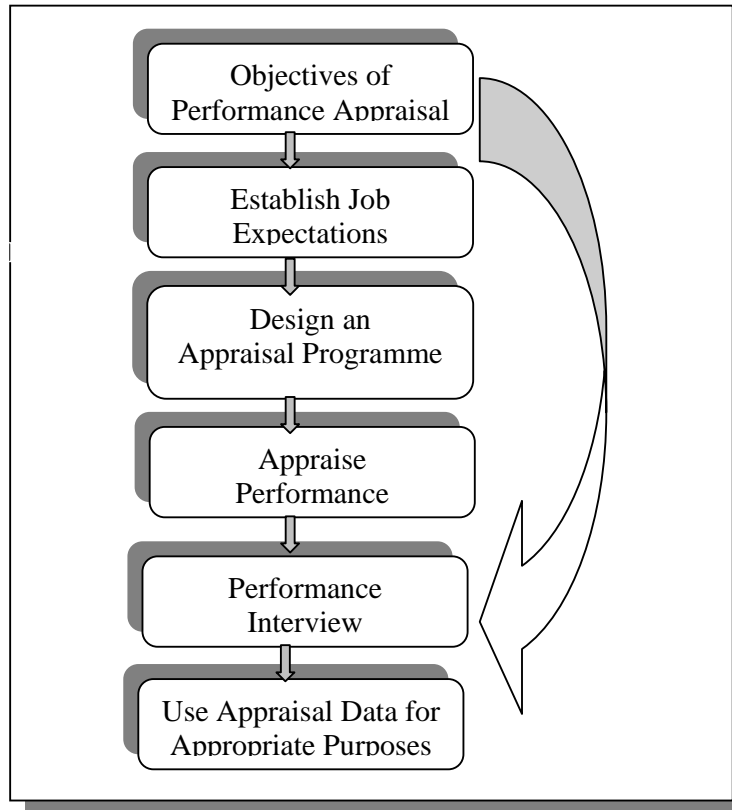 Objectives of
Performance Appraisal
Establish Job
Expectations
Design an
Appraisal Programme
Appraise
Performance
Performance
Interview
Use Appraisal Data for
Appropriate Purposes